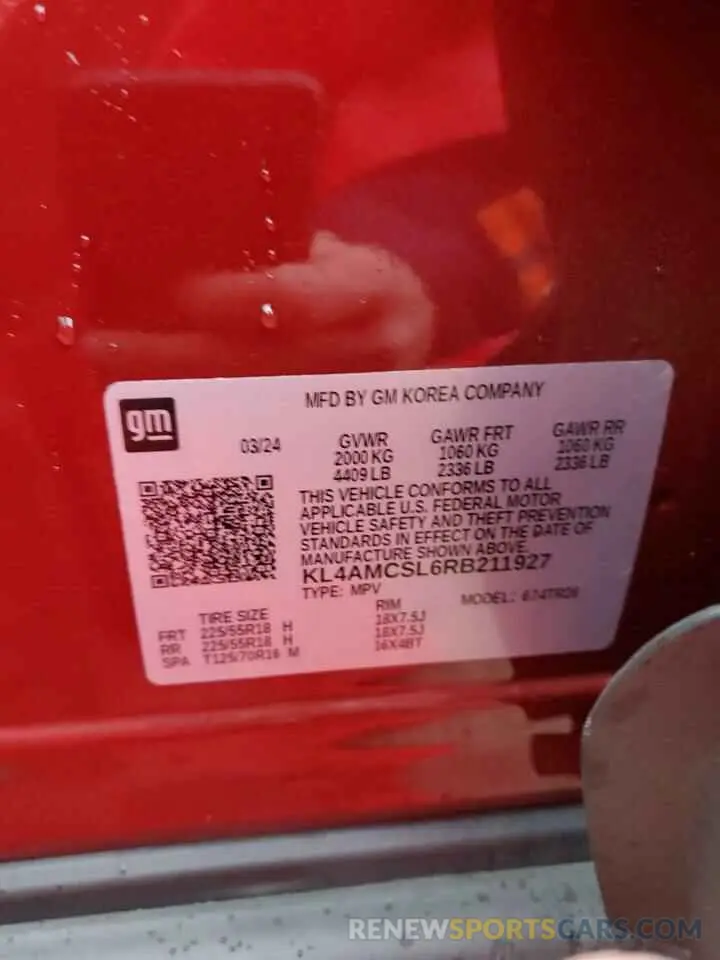 MFD BY GM KOREA COMPANY
gm
03/24
GVWR GAWR FRT GAWR RR
2000 KG 1060 KG 1060 KG
4409 LB 2336 LB 2336 LB
THIS VEHICLE CONFORMS TO ALL
APPLICABLE U.S. FEDERAL MOTOR
VEHICLE SAFETY AND THEFT PREVENTION
STANDARDS IN EFFECT ON THE DATE OF
MANUFACTURE SHOWN ABOVE.
KL4AMCSL6RB211927
TYPE: MPV MODEL:
TIRE SIZE RIM
FRT 225/55R18 H 18X7.5J
RR 225/55R18 H 18X7.5J
SPA T125/70R16 M 16X4BT
RENEWSPORTSCARS.COM